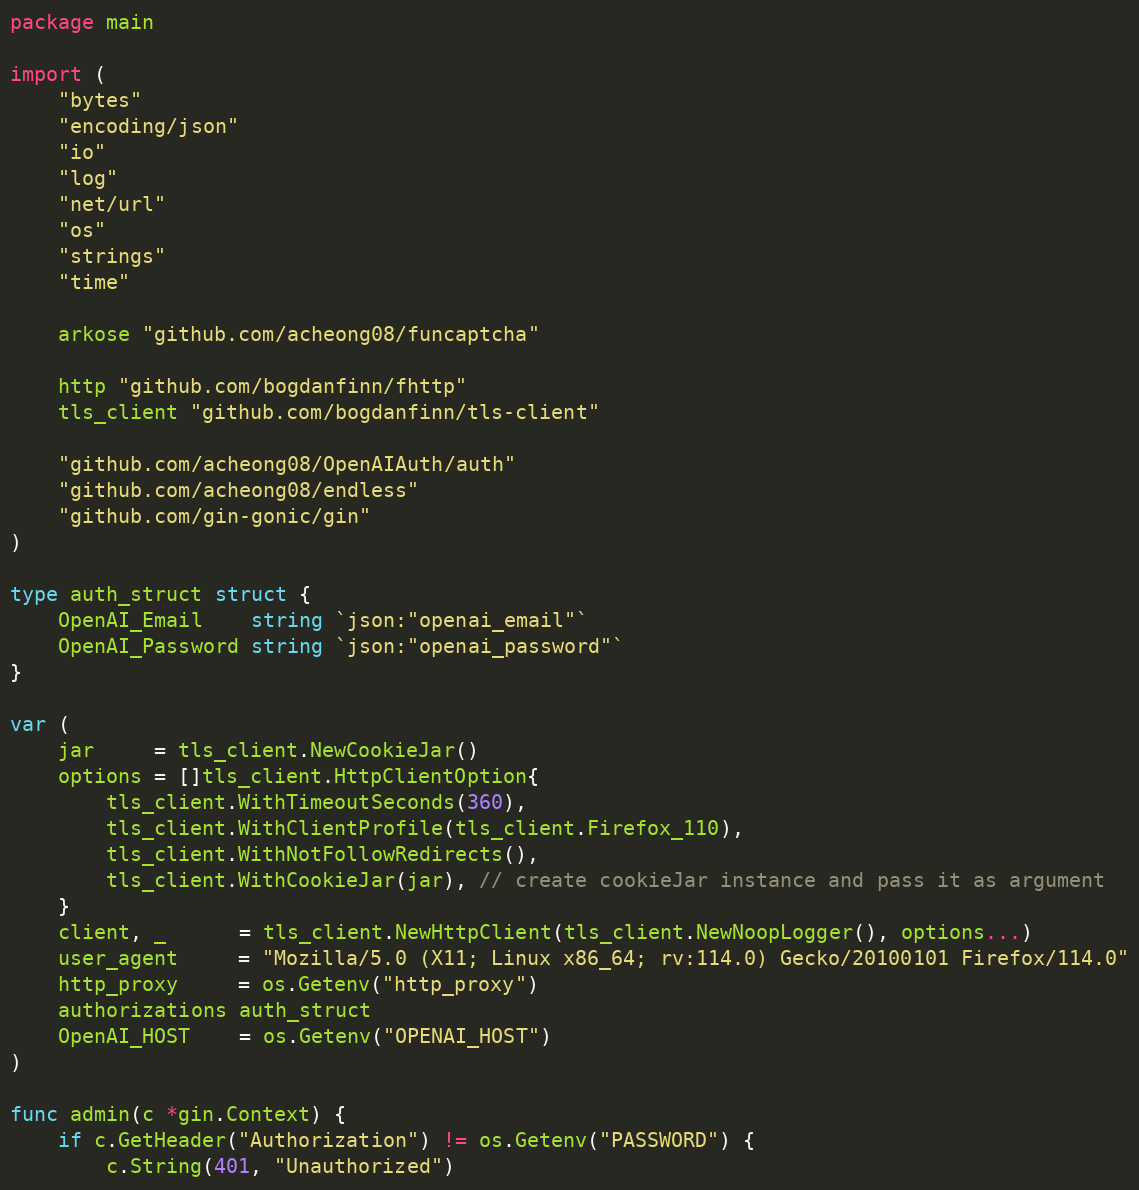 package main

import (
    "bytes"
    "encoding/json"
    "io"
    "log"
    "net/url"
    "os"
    "strings"
    "time"

    arkose "github.com/acheong08/funcaptcha"

    http "github.com/bogdanfinn/fhttp"
    tls_client "github.com/bogdanfinn/tls-client"

    "github.com/acheong08/OpenAIAuth/auth"
    "github.com/acheong08/endless"
    "github.com/gin-gonic/gin"
)

type auth_struct struct {
    OpenAI_Email    string `json:"openai_email"`
    OpenAI_Password string `json:"openai_password"`
}

var (
    jar     = tls_client.NewCookieJar()
    options = []tls_client.HttpClientOption{
        tls_client.WithTimeoutSeconds(360),
        tls_client.WithClientProfile(tls_client.Firefox_110),
        tls_client.WithNotFollowRedirects(),
        tls_client.WithCookieJar(jar), // create cookieJar instance and pass it as argument
    }
    client, _      = tls_client.NewHttpClient(tls_client.NewNoopLogger(), options...)
    user_agent     = "Mozilla/5.0 (X11; Linux x86_64; rv:114.0) Gecko/20100101 Firefox/114.0"
    http_proxy     = os.Getenv("http_proxy")
    authorizations auth_struct
    OpenAI_HOST    = os.Getenv("OPENAI_HOST")
)

func admin(c *gin.Context) {
    if c.GetHeader("Authorization") != os.Getenv("PASSWORD") {
        c.String(401, "Unauthorized")